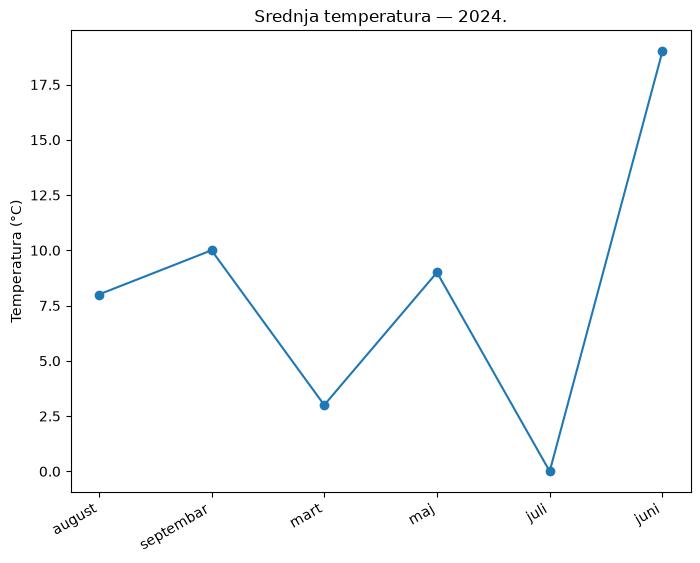 Srednja temperatura — 2024.
Temperatura (°C)
17.5
15.0
12.5
10.0
7.5
5.0
2.5
0.0
august
septembar
mart
maj
juli
juni